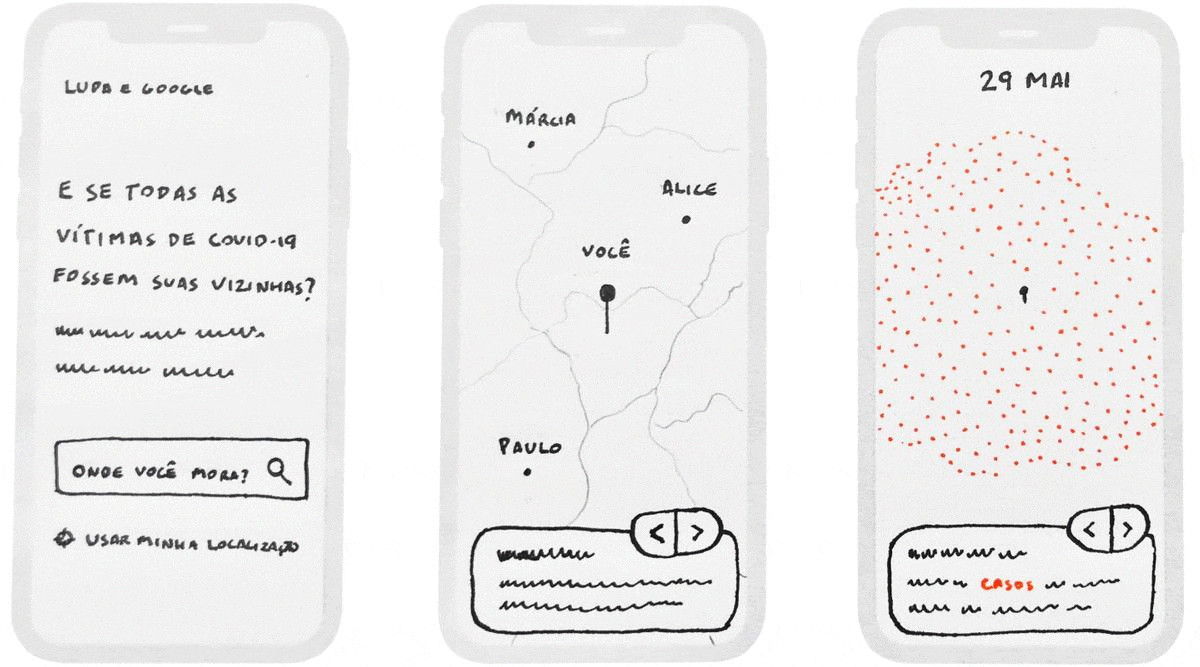 LUPA E GOOGLE
E SE TODAS AS
VÍTIMAS DE COVID-19
FOSSEM SUAS VIZINHAS?
ONDE VOCÊ MORA?
USAR MINHA LOCALIZAÇÃO
MÁRCIA
ALICE
VOCÊ
PAULO
< >
29 MAI
< >
CASOS